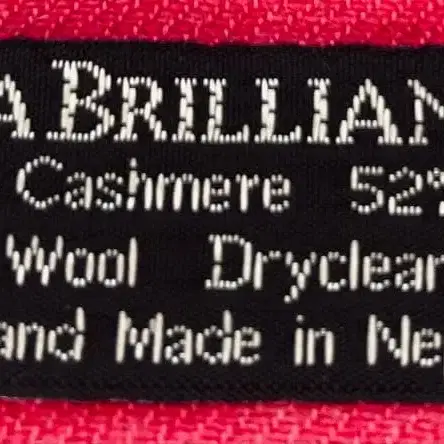 A BRILLIAN
Cashmere 52%
Wool Dryclean
and Made in Ne